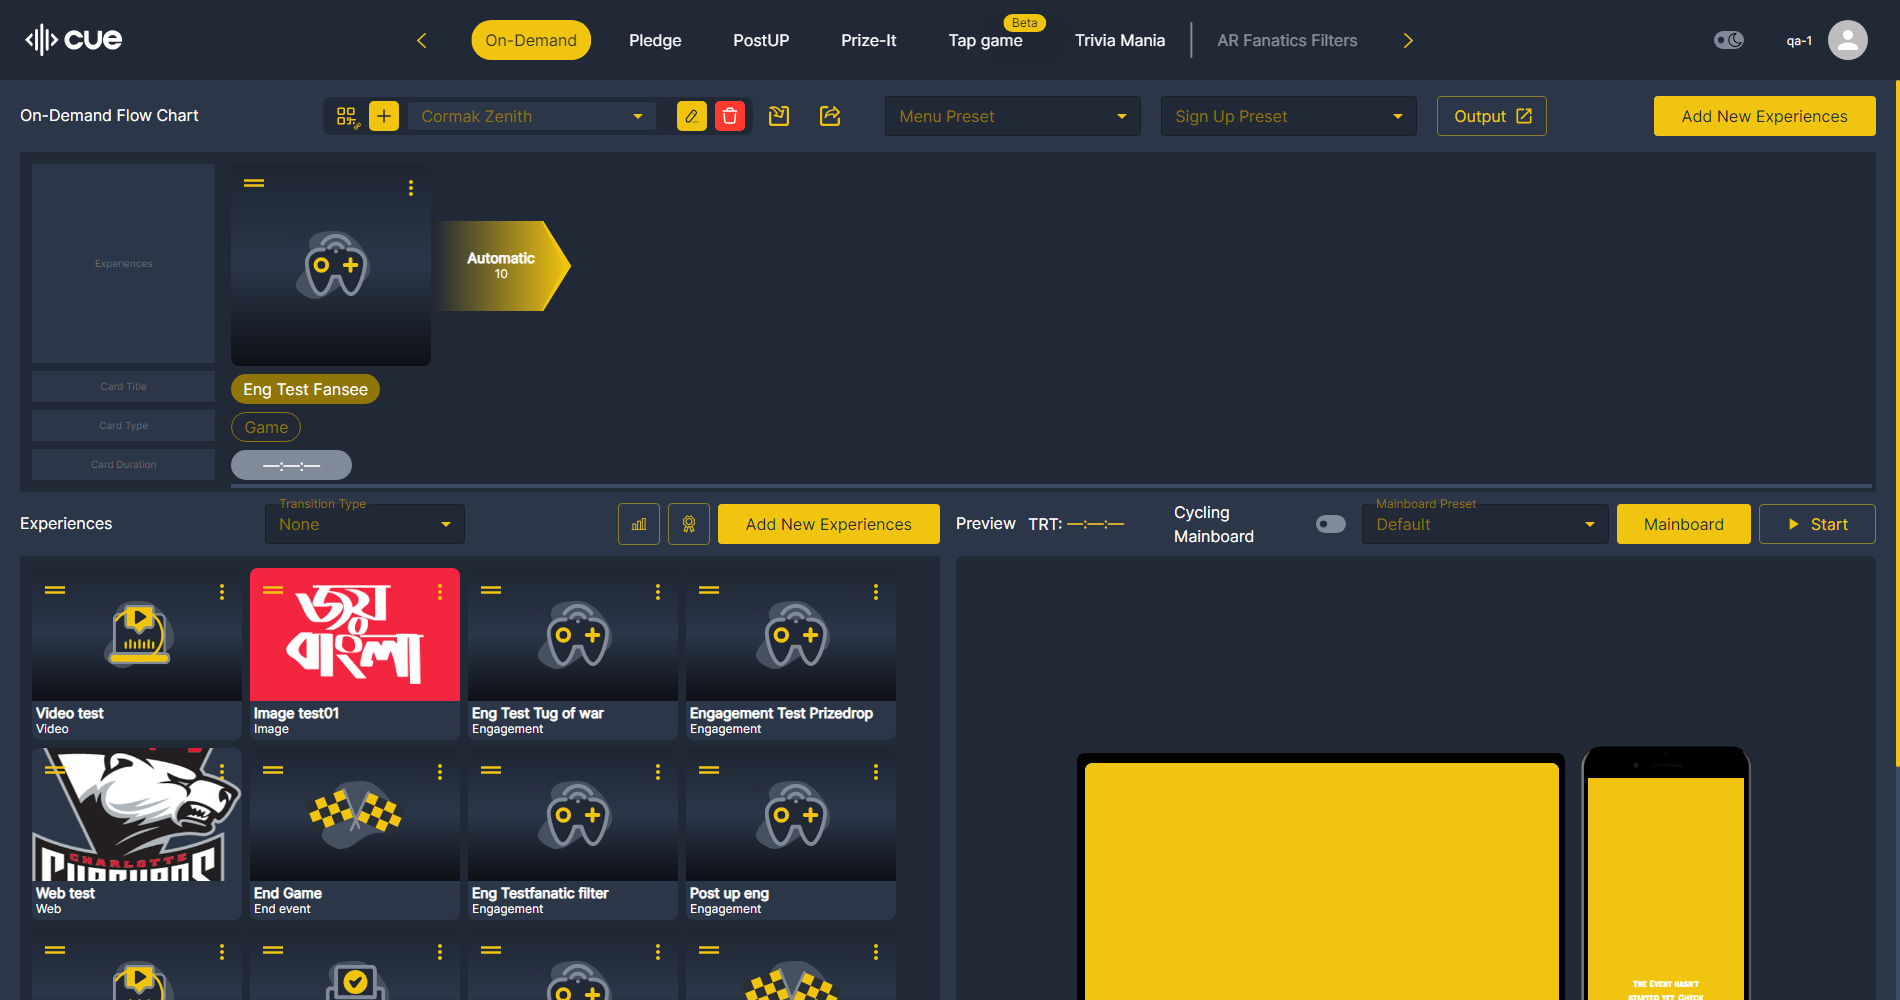 cue
On-Demand
Pledge
PostUP
Prize-It
Tap game
Beta
Trivia Mania
AR Fanatics Filters
qa-1
On-Demand Flow Chart
Cormak Zenith
Menu Preset
Sign Up Preset
Output
Add New Experiences
Experiences
Automatic
10
Card Title
Eng Test Fansee
Card Type
Game
Card Duration
—:—:—
Experiences
Transition Type
None
Add New Experiences
Preview
TRT: —:—:—
Cycling
Mainboard
Mainboard Preset
Default
Mainboard
Start
জয়
বাংলা
Video test
Video
Image test01
Image
Eng Test Tug of war
Engagement
Engagement Test Prizedrop
Engagement
CHARLOTTE
Web test
Web
End Game
End event
Eng Testfanatic filter
Engagement
Post up eng
Engagement
The Event hasn't
started yet. Check